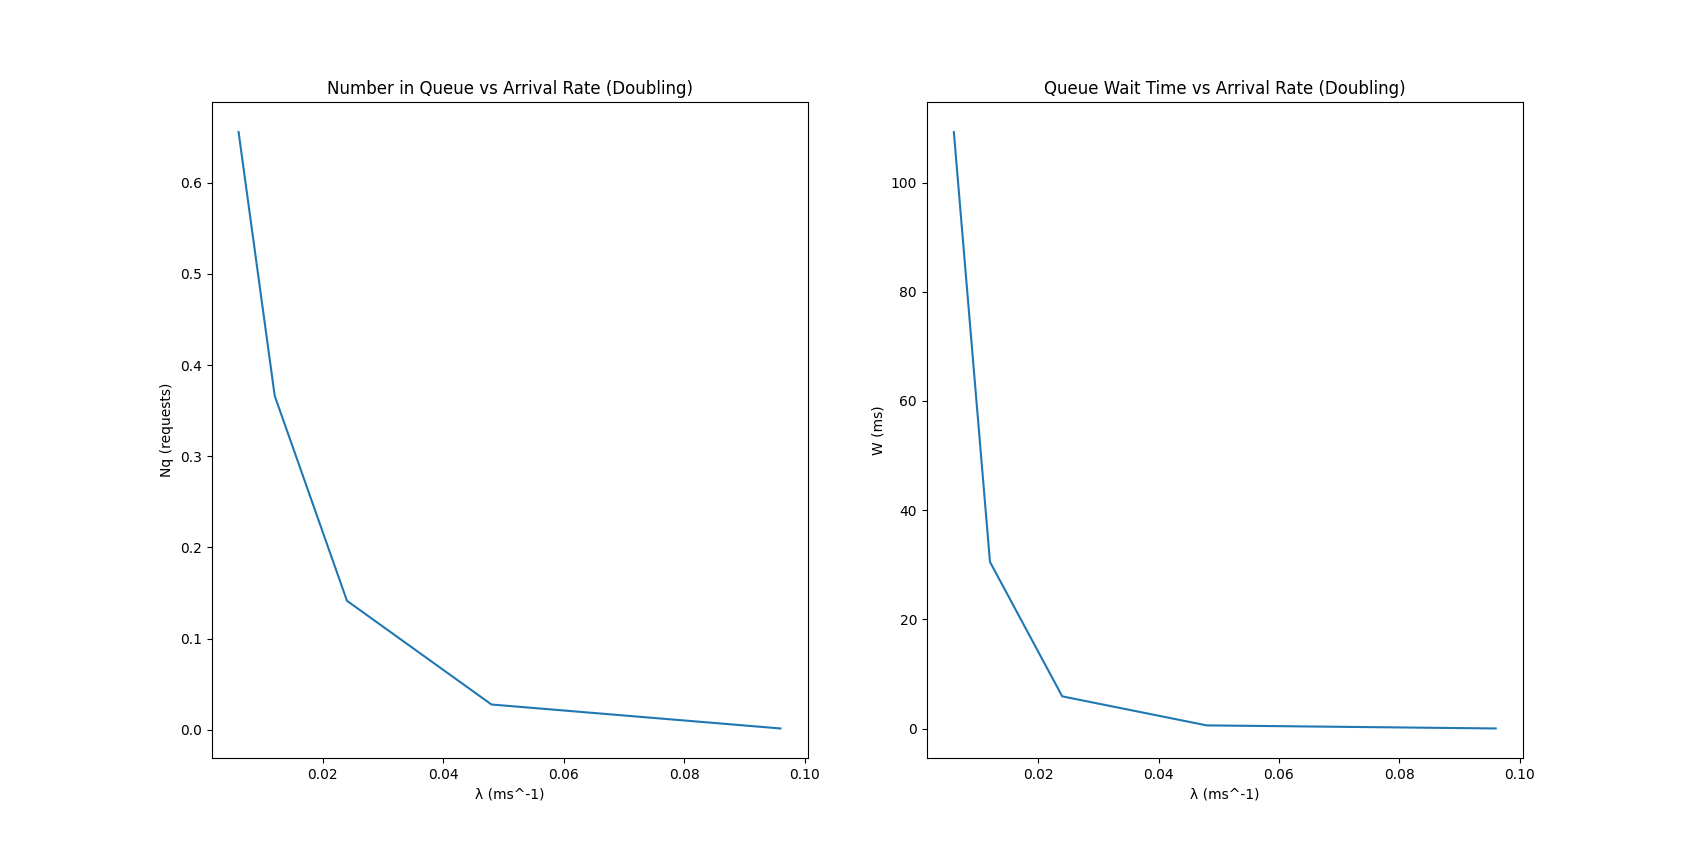 Number in Queue vs Arrival Rate (Doubling)
0.6
0.5
0.4
0.3
0.2
0.1
0.0
Nq (requests)
0.02 0.04 0.06 0.08 0.10
λ (ms^-1)
Queue Wait Time vs Arrival Rate (Doubling)
100
80
60
40
20
0
W (ms)
0.02 0.04 0.06 0.08 0.10
λ (ms^-1)